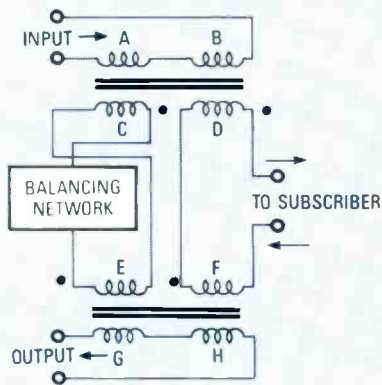 INPUT A B
C D
BALANCING
NETWORK
TO SUBSCRIBER
E F
OUTPUT G H